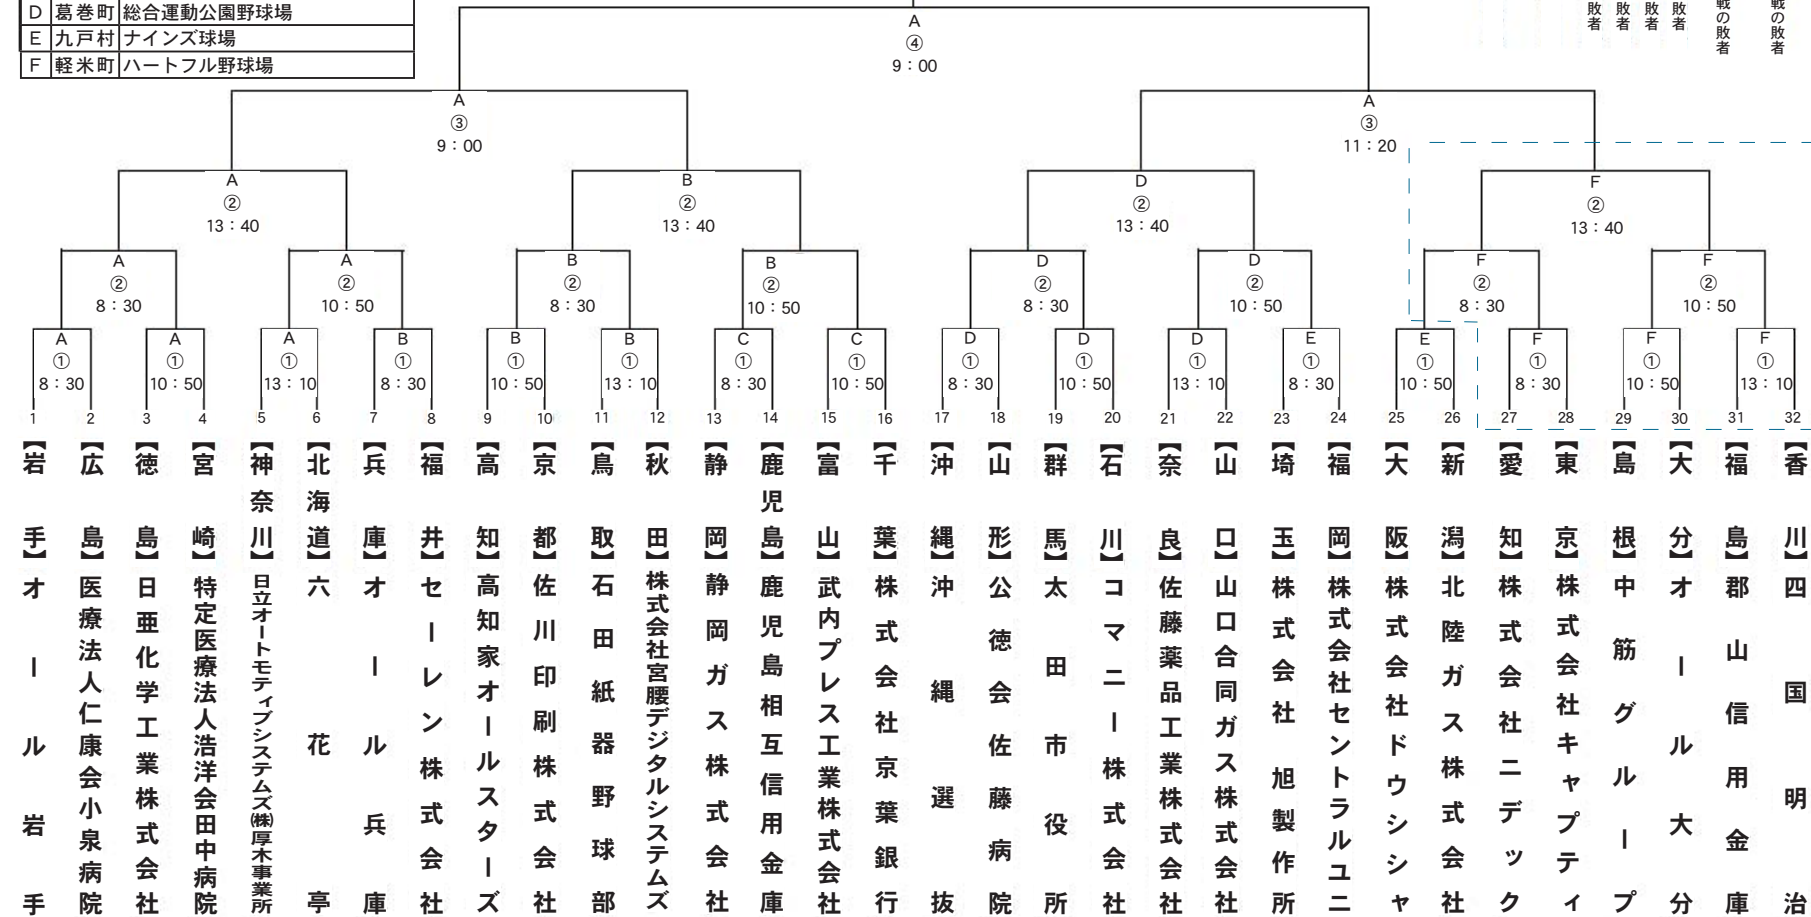 D 葛巻町 総合運動公園野球場
E 九戸村 ナインズ球場
F 軽米町 ハートフル野球場
敗者
敗者
敗者
敗者
戦の敗者
戦の敗者
A ④ 9：00
A ③ 9：00
A ③ 11：20
A ② 13：40
B ② 13：40
D ② 13：40
F ② 13：40
A ② 8：30
A ② 10：50
B ② 8：30
B ② 10：50
D ② 8：30
D ② 10：50
F ② 8：30
F ② 10：50
A ① 8：30
A ① 10：50
A ① 13：10
B ① 8：30
B ① 10：50
B ① 13：10
C ① 8：30
C ① 10：50
D ① 8：30
D ① 10：50
D ① 13：10
E ① 8：30
E ① 10：50
F ① 8：30
F ① 10：50
F ① 13：10
1 【岩手】オール岩手
2 【広島】医療法人仁康会小泉病院
3 【徳島】日亜化学工業株式会社
4 【宮崎】特定医療法人浩洋会田中病院
5 【神奈川】日立オートモティブシステムズ㈱厚木事業所
6 【北海道】六花亭
7 【兵庫】オール兵庫
8 【福井】セーレン株式会社
9 【高知】高知家オールスターズ
10 【京都】佐川印刷株式会社
11 【鳥取】石田紙器野球部
12 【秋田】株式会社宮腰デジタルシステムズ
13 【静岡】静岡ガス株式会社
14 【鹿児島】鹿児島相互信用金庫
15 【富山】武内プレス工業株式会社
16 【千葉】株式会社京葉銀行
17 【沖縄】沖縄選抜
18 【山形】公徳会佐藤病院
19 【群馬】太田市役所
20 【石川】コマニー株式会社
21 【奈良】佐藤薬品工業株式会社
22 【山口】山口合同ガス株式会社
23 【埼玉】株式会社旭製作所
24 【福岡】株式会社セントラルユニ
25 【大阪】株式会社ドウシシャ
26 【新潟】北陸ガス株式会社
27 【愛知】株式会社ニデック
28 【東京】株式会社キャプティ
29 【島根】中筋グループ
30 【大分】オール大分
31 【福島】郡山信用金庫
32 【香川】四国明治